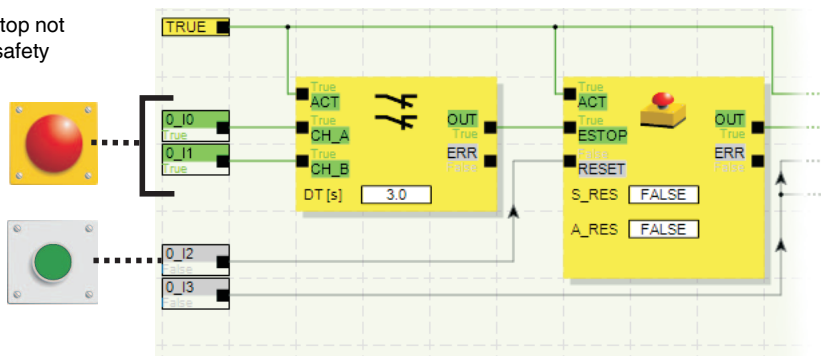 top not
safety
TRUE
0_I0
True
0_I1
True
0_I2
False
0_I3
False
True
ACT
True
CH_A
True
CH_B
OUT
True
ERR
False
DT [s] 3.0
True
ACT
True
ESTOP
False
RESET
OUT
True
ERR
False
S_RES FALSE
A_RES FALSE